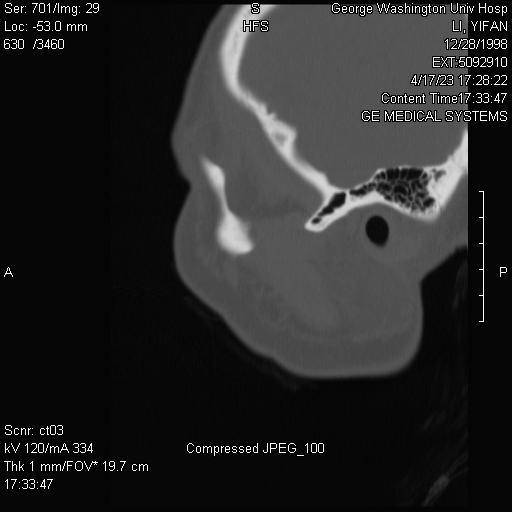 Ser: 701/Img: 29
Loc: -53.0 mm
630 /3460
S
HFS
George Washington Univ Hosp
LI, YIFAN
12/28/1998
EXT:5092910
4/17/23 17:28:22
Content Time17:33:47
GE MEDICAL SYSTEMS
A
P
Scnr: ct03
kV 120/mA 334
Thk 1 mm/FOV* 19.7 cm
17:33:47
Compressed JPEG_100